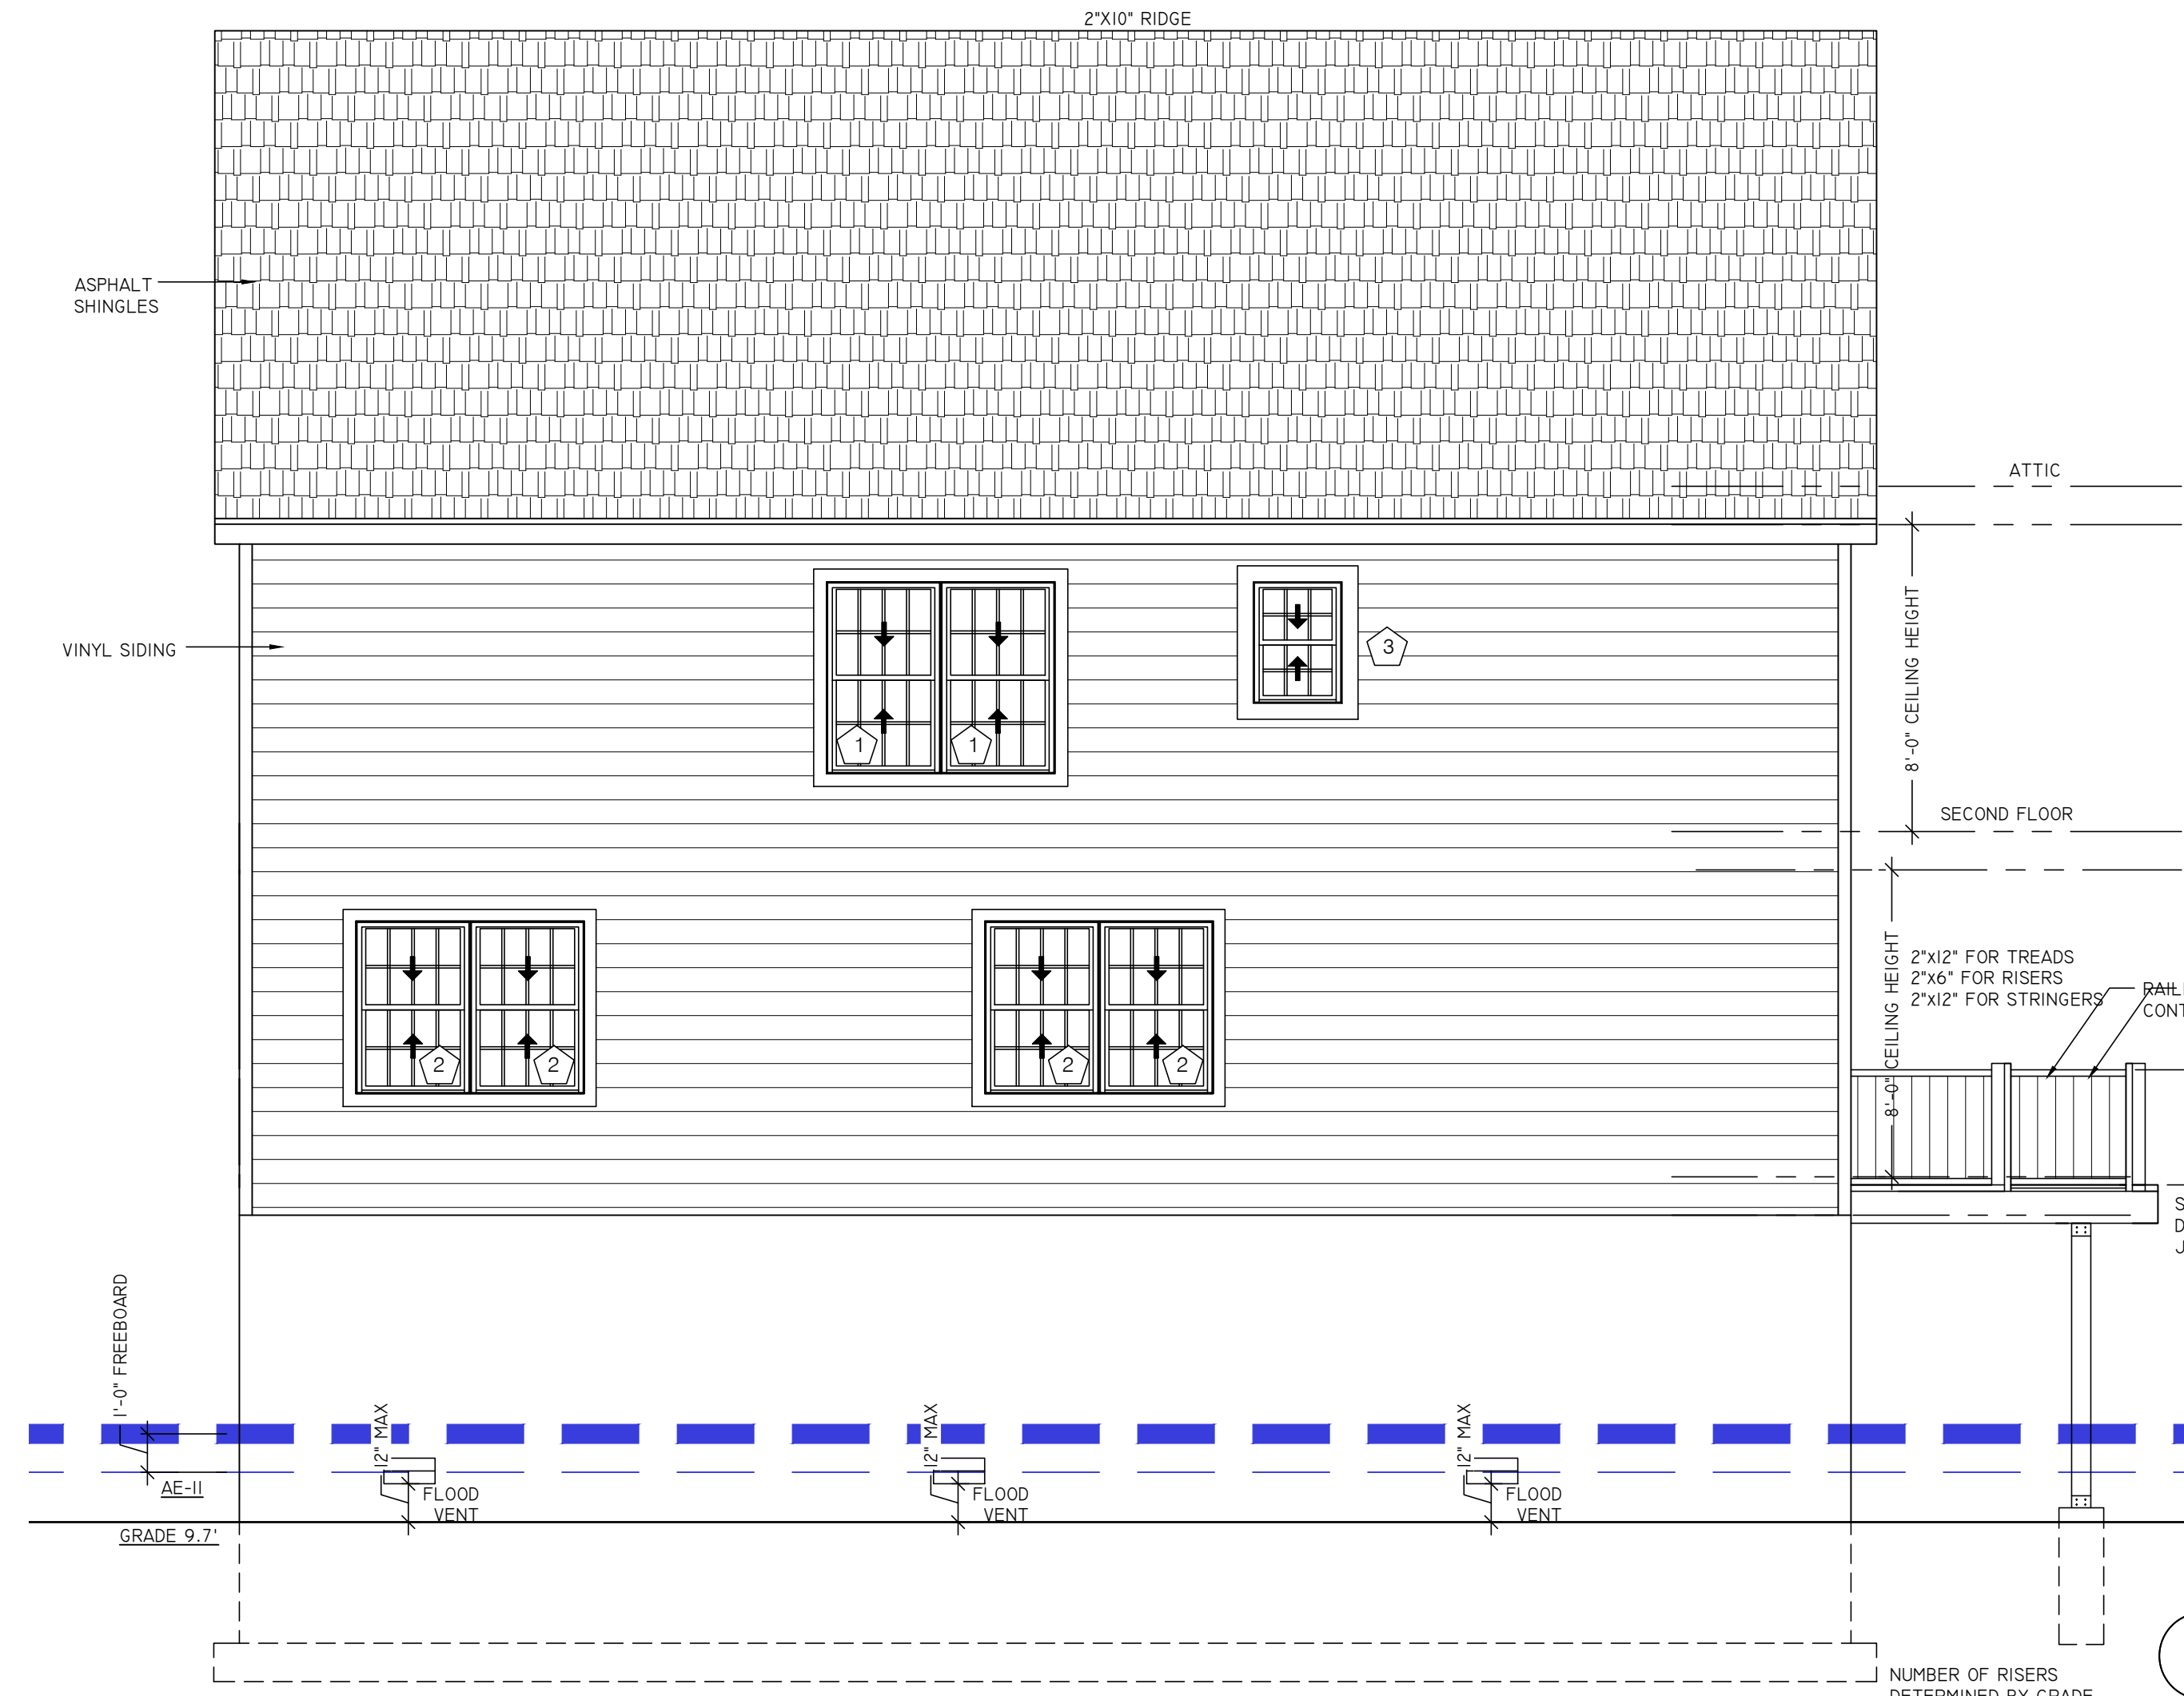 2"X10" RIDGE
ASPHALT
SHINGLES
ATTIC
VINYL SIDING
3
8'-0" CEILING HEIGHT
1
1
SECOND FLOOR
8'-0" CEILING HEIGHT
2"x12" FOR TREADS
2"x6" FOR RISERS
2"x12" FOR STRINGERS
RAIL
CONT
2
2
2
2
S
D
J
1'-0" FREEBOARD
12" MAX
12" MAX
12" MAX
AE-11
FLOOD
VENT
FLOOD
VENT
FLOOD
VENT
GRADE 9.7'
NUMBER OF RISERS
DETERMINED BY GRADE